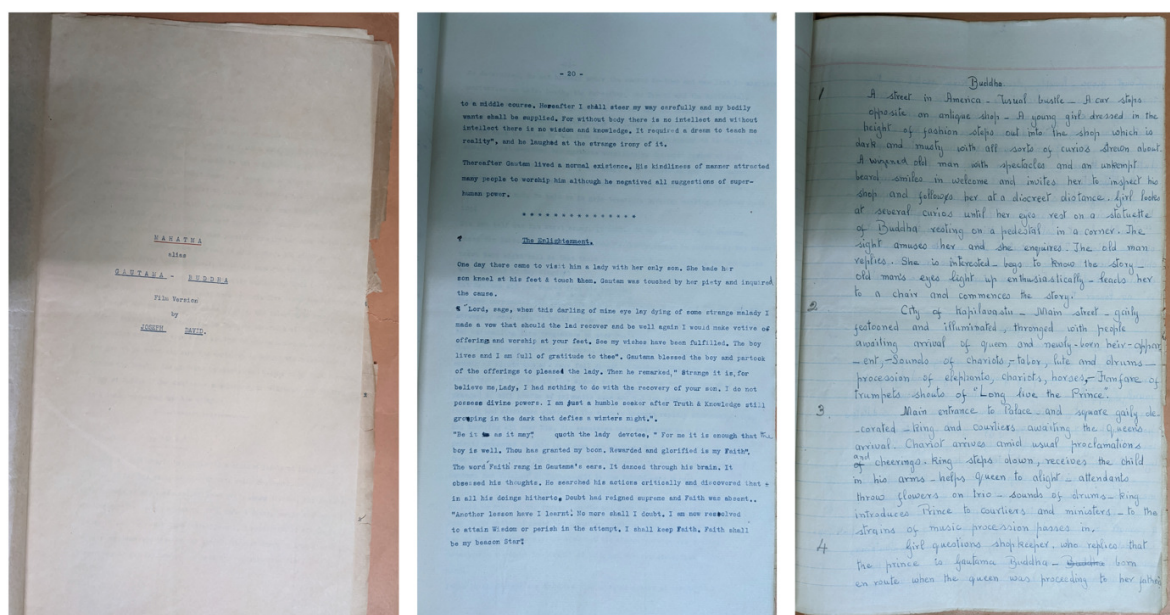 MAHATMA
alias
GAUTAMA - BUDDHA
Film Version
by
JOSEPH DAVID.
- 20 -
to a middle course. Hereafter I shall steer my way carefully and my bodily
wants shall be supplied. For without body there is no intellect and without
intellect there is no wisdom and knowledge. It required a dream to teach me
reality", and he laughed at the strange irony of it.
Thereafter Gautam lived a normal existence. His kindliness of manner attracted
many people to worship him although he negatived all suggestions of super-
human power.
* * * * * * * * * * * * * * *
The Enlightenment.
One day there came to visit him a lady with her only son. She bade her
son kneel at his feet & touch them. Gautam was touched by her piety and inquired
the cause.
" Lord, sage, when this darling of mine eye lay dying of some strange malady I
made a vow that should the lad recover and be well again I would make votive of
offering and worship at your feet. See my wishes have been fulfilled. The boy
lives and I am full of gratitude to thee". Gautama blessed the boy and partook
of the offerings to pleased the lady. Then he remarked," Strange it is, for
believe me, Lady, I had nothing to do with the recovery of your son. I do not
possess divine powers. I am just a humble seeker after Truth & Knowledge still
groping in the dark that defies a winter's night.".
"Be it as it may" quoth the lady devotee, " For me it is enough that the
boy is well. Thou has granted my boon. Rewarded and glorified is my Faith".
The word Faith rang in Gautama's ears. It danced through his brain. It
obsessed his thoughts. He searched his actions critically and discovered that
in all his doings hitherto, Doubt had reigned supreme and Faith was absent..
"Another lesson have I learnt. No more shall I doubt. I am now resolved
to attain Wisdom or perish in the attempt. I shall keep Faith. Faith shall
be my beacon Star!
Buddha
1 A street in America - Usual bustle - A car stops
opposite an antique shop - A young girl dressed in the
height of fashion steps out into the shop which is
dark and musty with all sorts of curios strewn about.
A wizened old man with spectacles and an unkempt
beard smiles in welcome and invites her to inspect his
shop and follows her at a discreet distance. Girl looks
at several curios until her eyes rest on a statuette
of Buddha resting on a pedestal in a corner. The
sight amuses her and she enquires. The old man
replies. She is interested - begs to know the story -
old man's eyes light up enthusiastically - leads her
to a chair and commences the story.
2 City of Kapilavastu - Main street - gaily
festooned and illuminated, thronged with people
awaiting arrival of queen and newly-born heir-appar
-ent, - Sounds of chariots, - tabor, lute and drums -
procession of elephants, chariots, horses, - Fanfare of
trumpets shouts of "Long live the Prince".
3. Main entrance to Palace - and square gaily de-
-corated - King and courtiers awaiting the queen's
arrival. Chariot arrives amid usual proclamations
and cheerings. King steps down, receives the child
in his arms - helps Queen to alight - attendants
throw flowers on trio - sounds of drums - King
introduces Prince to courtiers and ministers - to the
strains of music procession passes in.
4. Girl questions shopkeeper, who replies that
the prince is Gautama Buddha - Buddha born
en route when the queen was proceeding to her father's